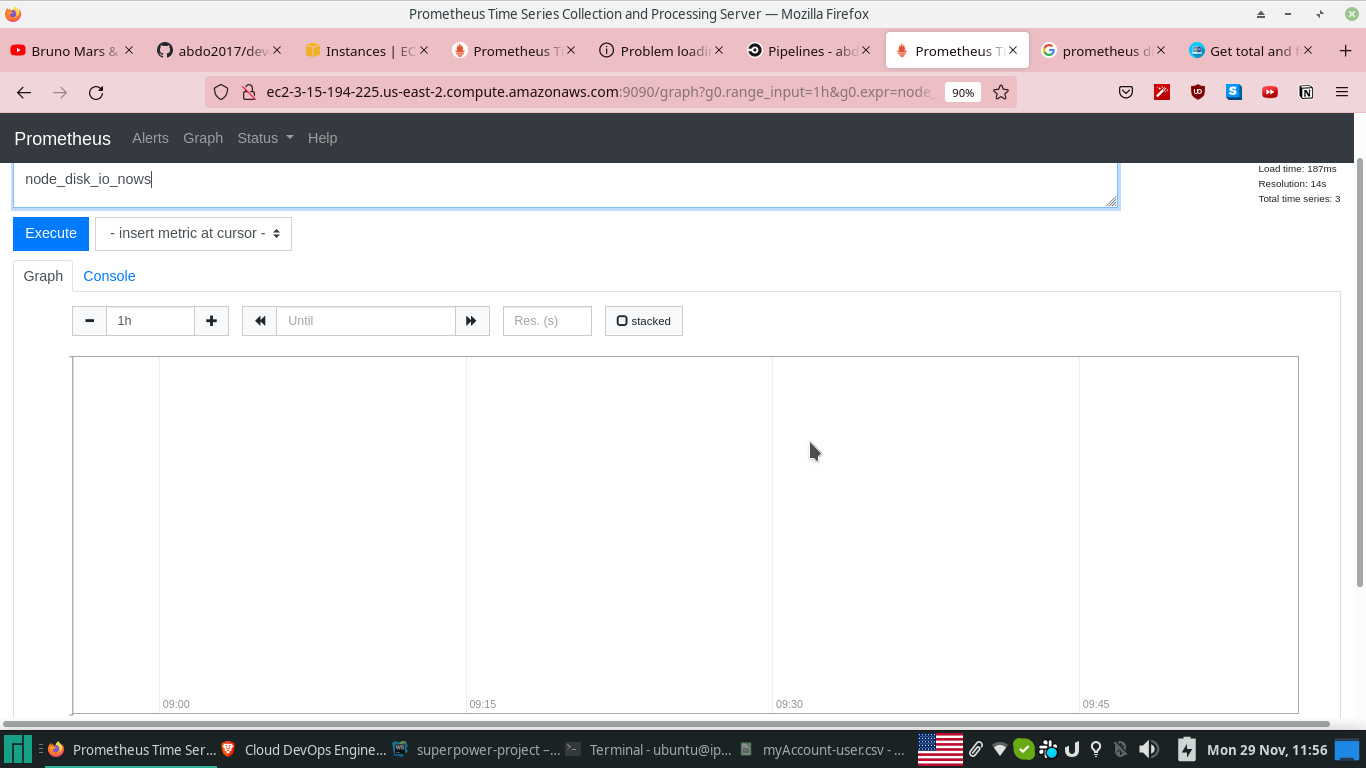 Prometheus Time Series Collection and Processing Server — Mozilla Firefox
Bruno Mars &
abdo2017/dev
Instances | EC
Prometheus Ti
Problem loadin
Pipelines - abd
Prometheus Ti
prometheus di
Get total and f
ec2-3-15-194-225.us-east-2.compute.amazonaws.com:9090/graph?g0.range_input=1h&g0.expr=node_
90%
Prometheus
Alerts
Graph
Status
Help
node_disk_io_nows
Load time: 187ms
Resolution: 14s
Total time series: 3
Execute
- insert metric at cursor -
Graph
Console
1h
Until
Res. (s)
stacked
09:00
09:15
09:30
09:45
Prometheus Time Ser...
Cloud DevOps Engine...
superpower-project –...
Terminal - ubuntu@ip...
myAccount-user.csv - ...
Mon 29 Nov, 11:56